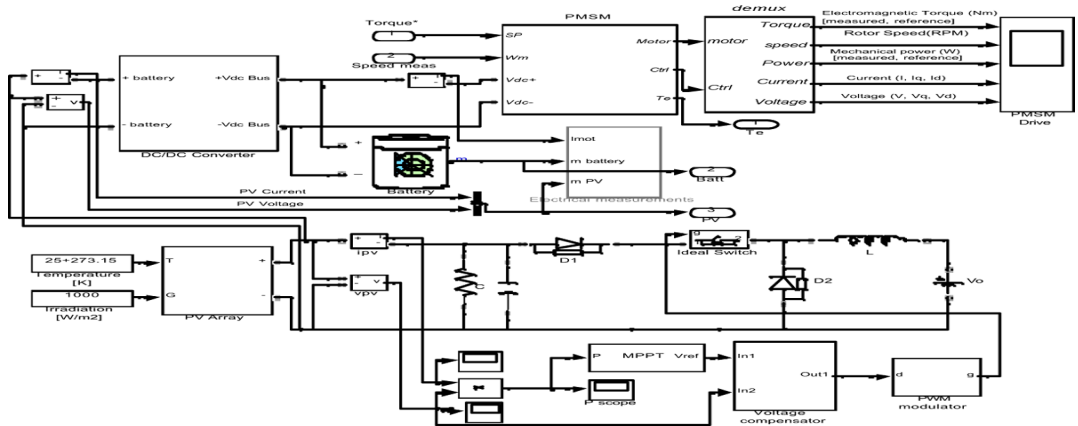 demux
Torque*
1
PMSM
Electromagnetic Torque (Nm)
[measured, reference]
Torque
SP
Motor
motor
speed
Rotor Speed(RPM)
2
Speed meas
Wm
Mechanical power (W)
[measured, reference]
Power
Ctrl
Ctrl
Current
Current (I, Iq, Id)
Vdc+
Vdc-
Te
Voltage
Voltage (V, Vq, Vd)
PMSM
Drive
1
Te
+ battery
+Vdc Bus
- battery
-Vdc Bus
DC/DC Converter
v
+
m
Battery
Imot
m battery
m PV
Electrical measurements
2
Batt
3
PV
PV Current
PV Voltage
25+273.15
Temperature
[K]
1000
Irradiation
[W/m2]
T
G
+
-
PV Array
Ipv
v
vpv
C
D1
g
Ideal Switch
D2
L
Vo
P
MPPT
Vref
P scope
In1
In2
Out1
Voltage
compensator
d
g
PWM
modulator